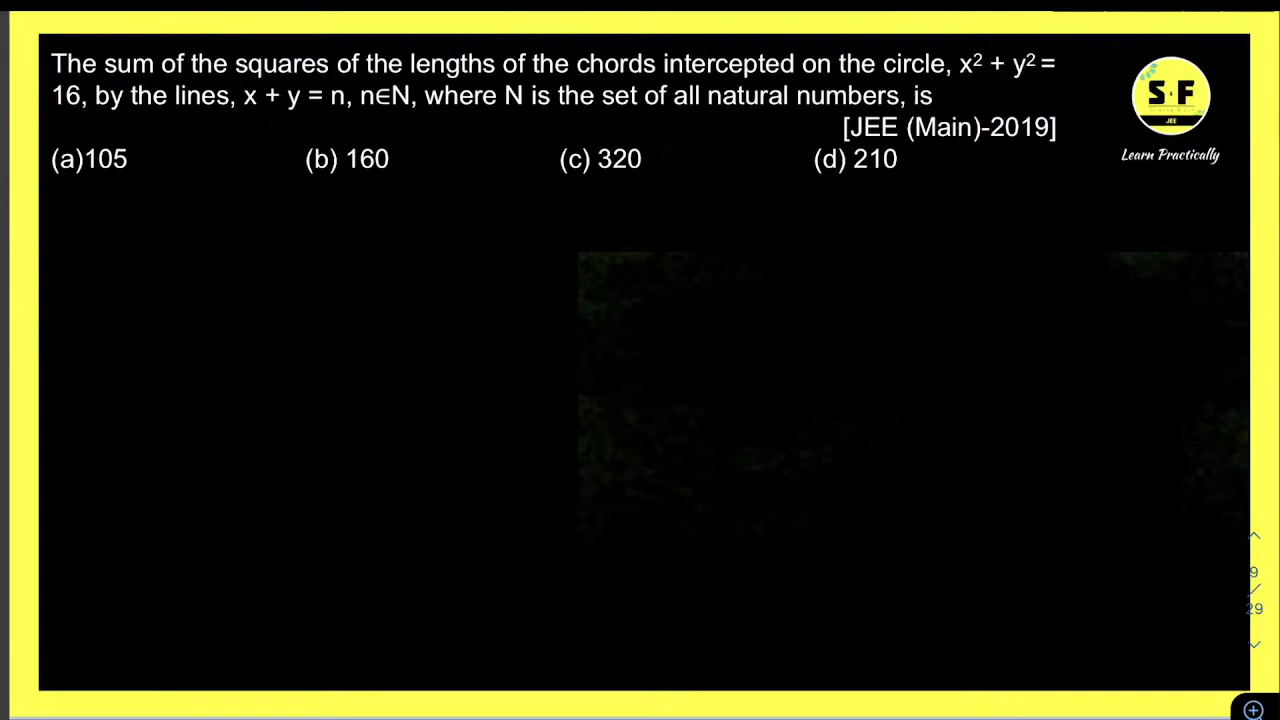 The sum of the squares of the lengths of the chords intercepted on the circle, x² + y² =
16, by the lines, x + y = n, n∈N, where N is the set of all natural numbers, is
[JEE (Main)-2019]
(a)105 (b) 160 (c) 320 (d) 210
S F
JEE
Learn Practically
9
/
29